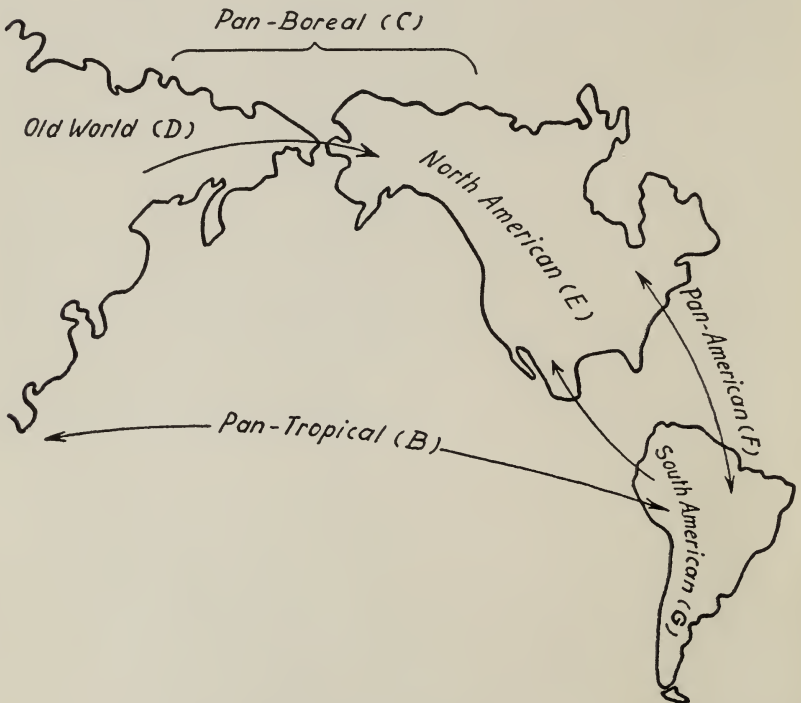 Pan-Boreal (C)
Old World (D)
North American (E)
Pan-American (F)
Pan-Tropical (B)
South American (G)